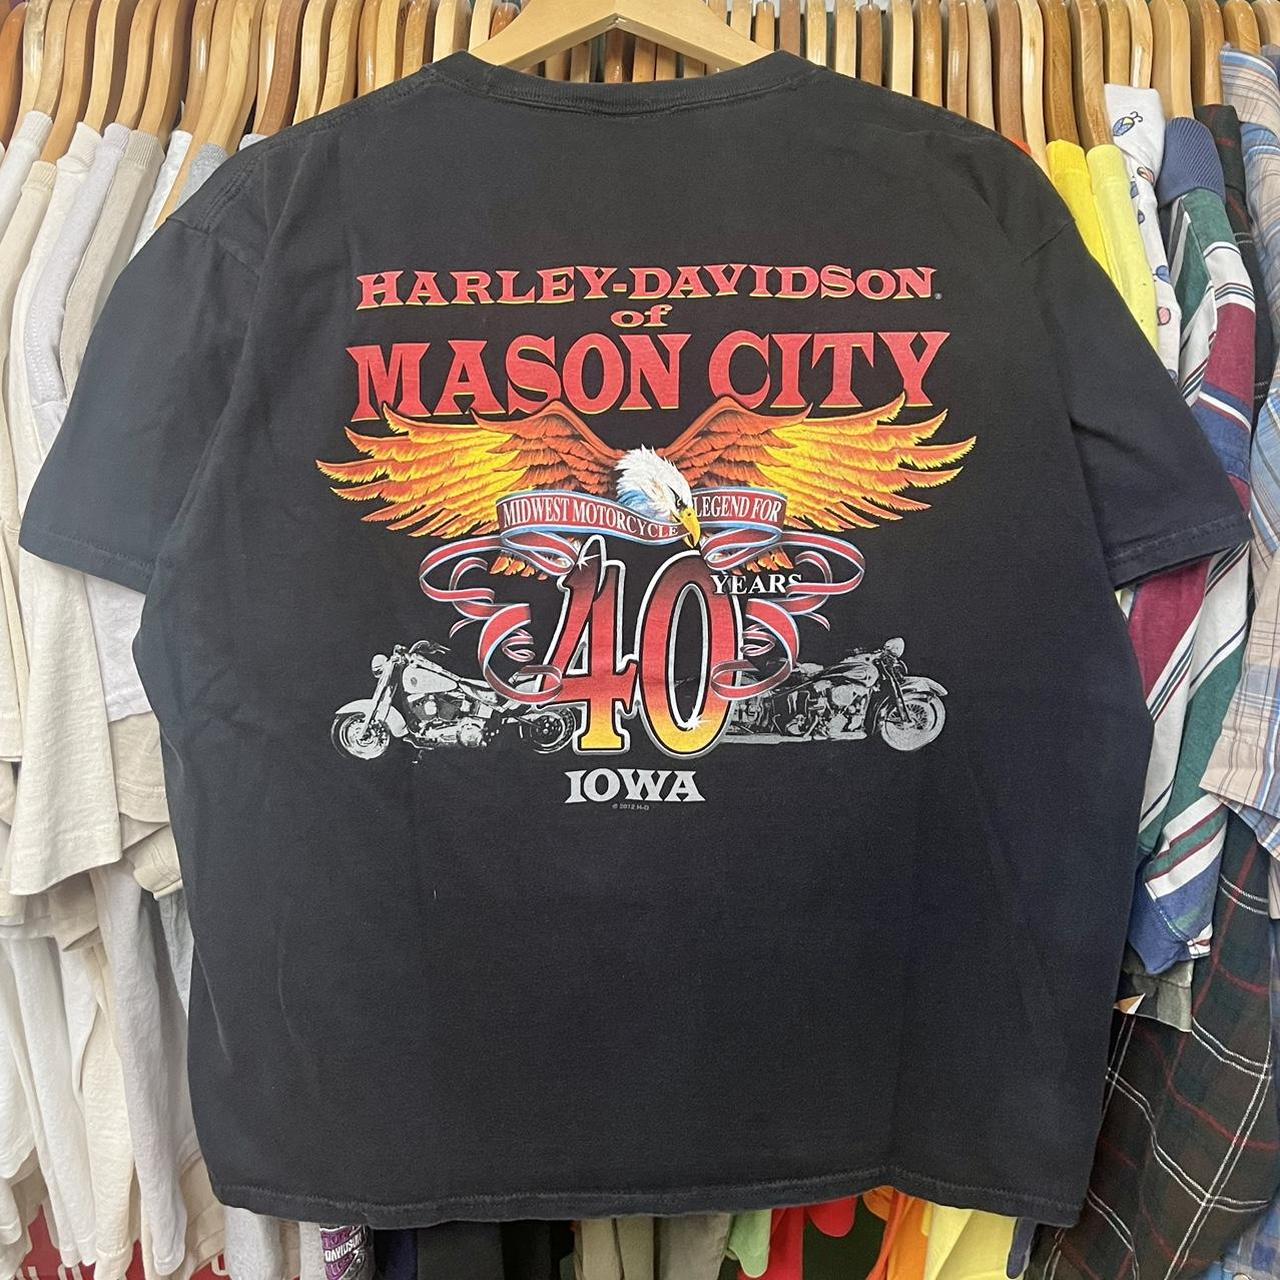 HARLEY-DAVIDSON®
of
MASON CITY
MIDWEST MOTORCYCLE LEGEND FOR
40 YEARS
IOWA
© 2012 H-D